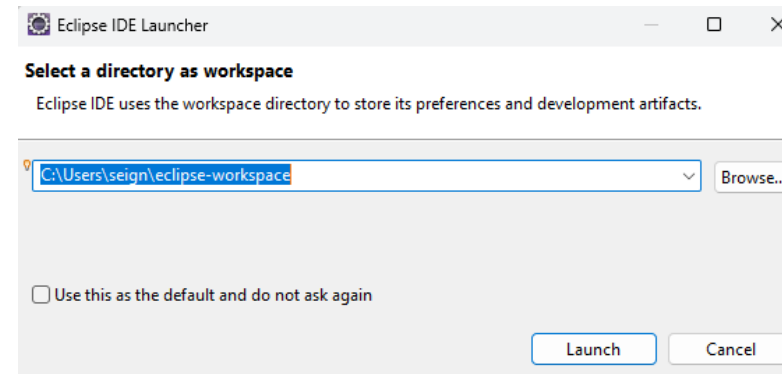 Eclipse IDE Launcher
Select a directory as workspace
Eclipse IDE uses the workspace directory to store its preferences and development artifacts.
C:\Users\seign\eclipse-workspace
Browse..
Use this as the default and do not ask again
Launch
Cancel